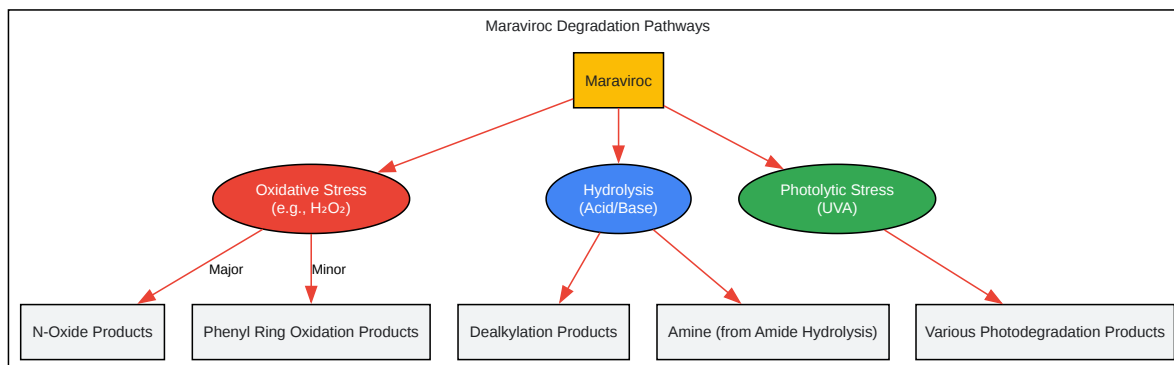 Maraviroc Degradation Pathways
Maraviroc
Oxidative Stress
(e.g., H₂O₂)
Hydrolysis
(Acid/Base)
Photolytic Stress
(UVA)
Major
Minor
N-Oxide Products
Phenyl Ring Oxidation Products
Dealkylation Products
Amine (from Amide Hydrolysis)
Various Photodegradation Products